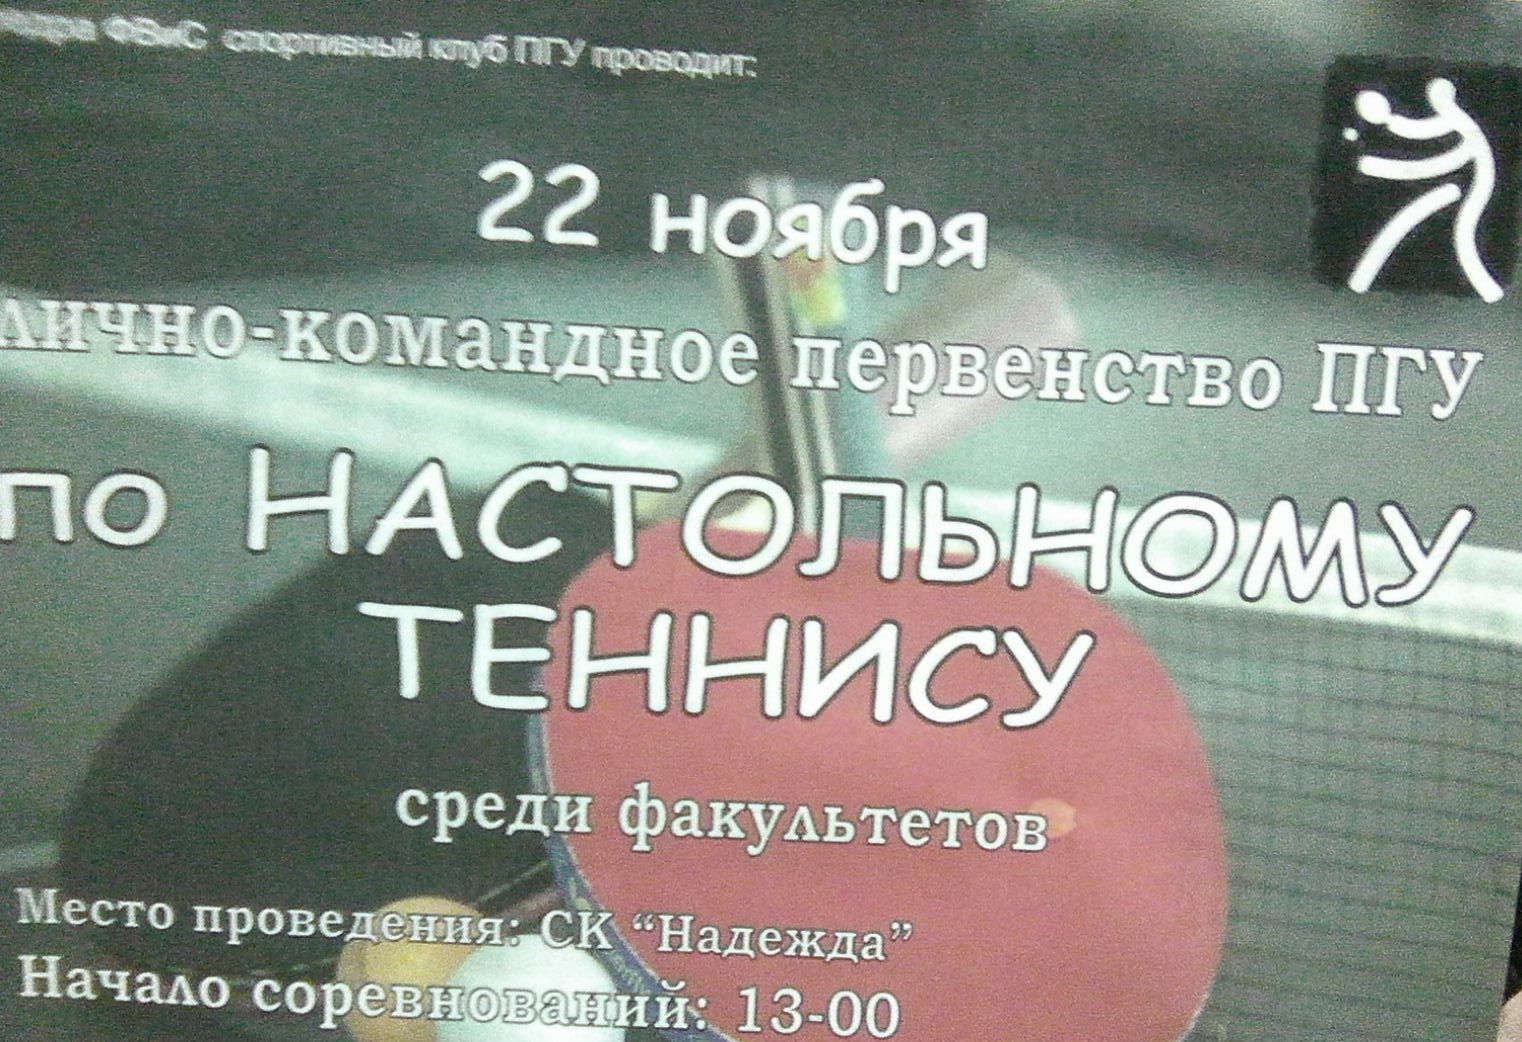 ФВиС спортивный клуб ПГУ проводит:
22 ноября
лично-командное первенство ПГУ
по НАСТОЛЬНОМУ
ТЕННИСУ
среди факультетов
Место проведения: СК “Надежда”
Начало соревнований: 13-00